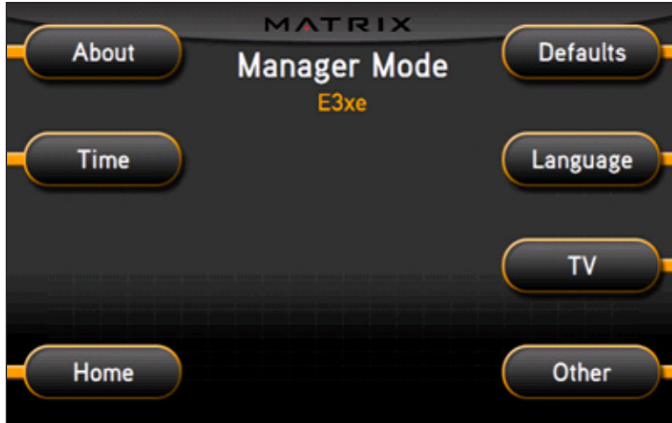 MATRIX
About
Manager Mode
Defaults
E3xe
Time
Language
TV
Home
Other